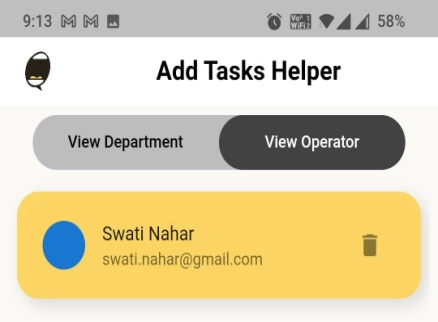 9:13 58%
Add Tasks Helper
View Department View Operator
Swati Nahar
swati.nahar@gmail.com